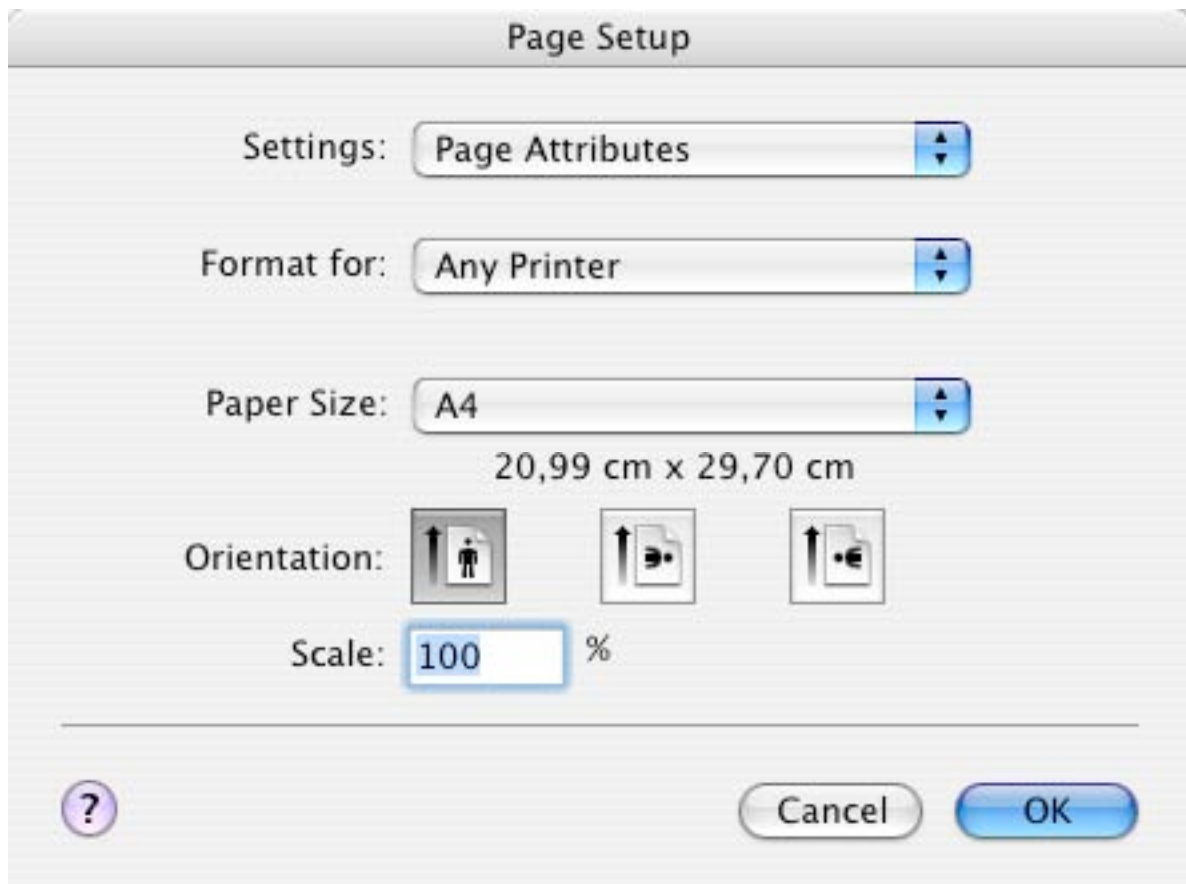 Page Setup
Settings: Page Attributes
Format for: Any Printer
Paper Size: A4
20,99 cm x 29,70 cm
Orientation:
Scale: 100 %
? Cancel OK